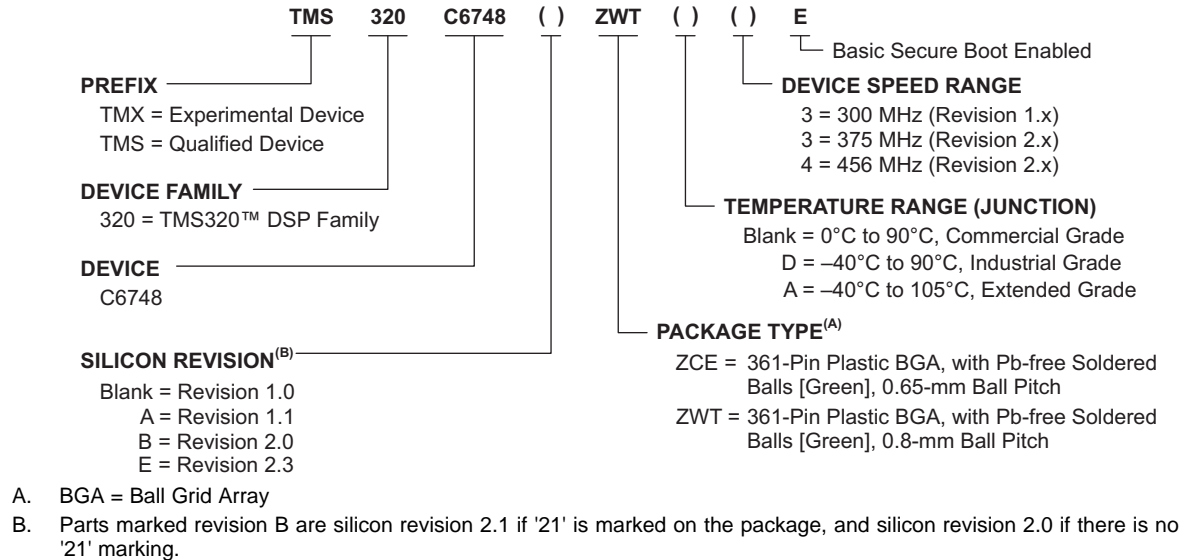 TMS 320 C6748 ( ) ZWT ( ) ( ) E
Basic Secure Boot Enabled
PREFIX
TMX = Experimental Device
TMS = Qualified Device
DEVICE SPEED RANGE
3 = 300 MHz (Revision 1.x)
3 = 375 MHz (Revision 2.x)
4 = 456 MHz (Revision 2.x)
DEVICE FAMILY
320 = TMS320™ DSP Family
TEMPERATURE RANGE (JUNCTION)
Blank = 0°C to 90°C, Commercial Grade
D = –40°C to 90°C, Industrial Grade
A = –40°C to 105°C, Extended Grade
DEVICE
C6748
PACKAGE TYPE(A)
ZCE = 361-Pin Plastic BGA, with Pb-free Soldered
Balls [Green], 0.65-mm Ball Pitch
ZWT = 361-Pin Plastic BGA, with Pb-free Soldered
Balls [Green], 0.8-mm Ball Pitch
SILICON REVISION(B)
Blank = Revision 1.0
A = Revision 1.1
B = Revision 2.0
E = Revision 2.3
A. BGA = Ball Grid Array
B. Parts marked revision B are silicon revision 2.1 if '21' is marked on the package, and silicon revision 2.0 if there is no
'21' marking.